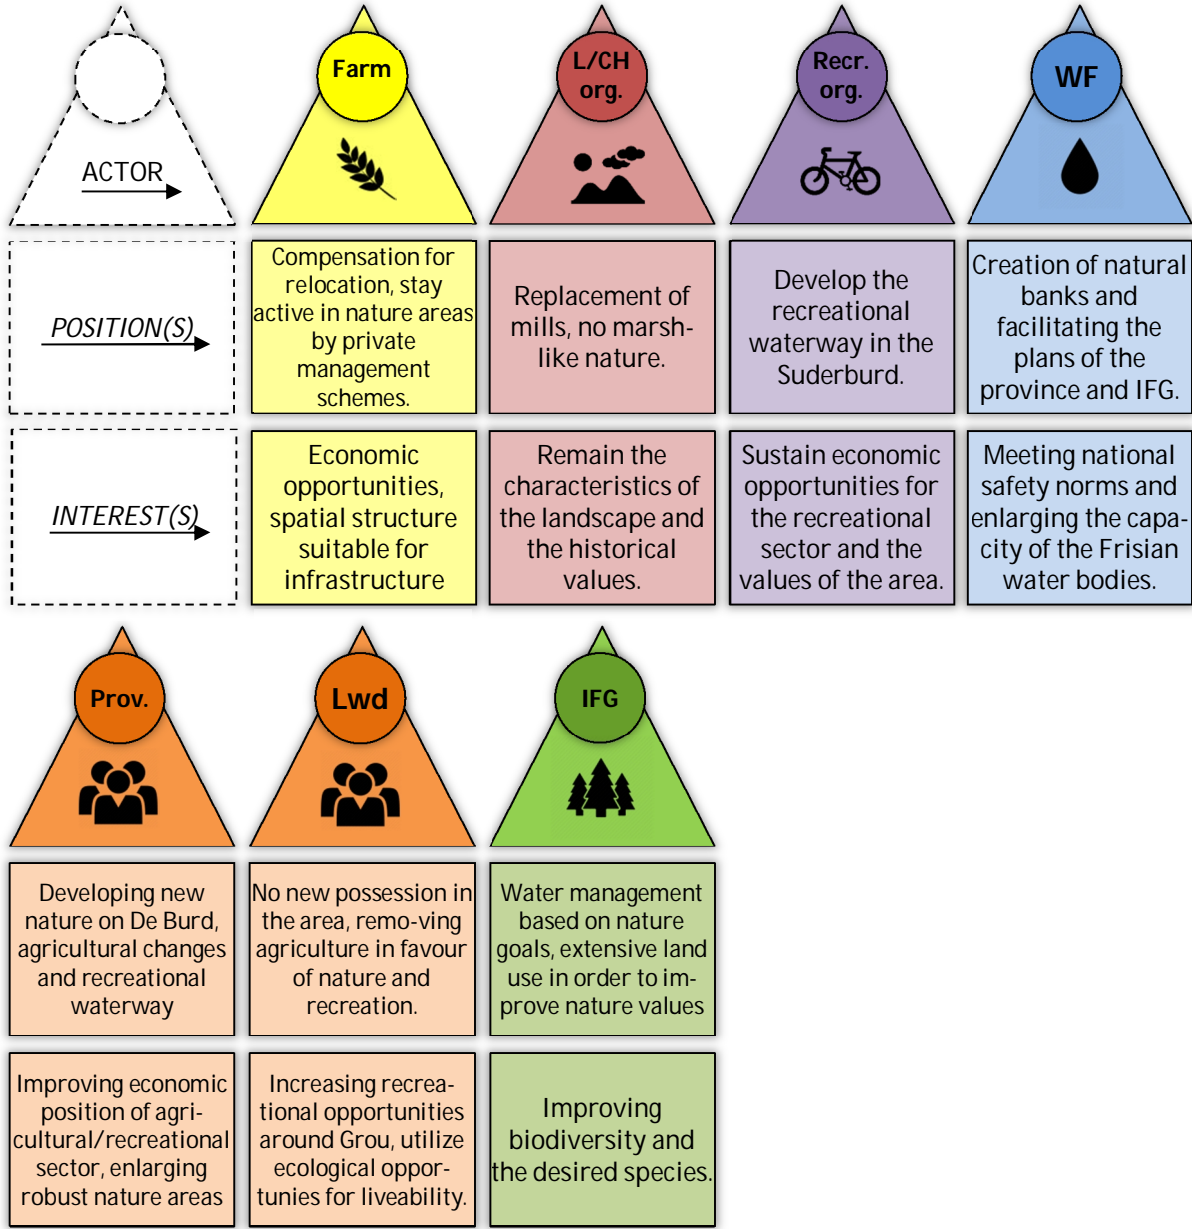 ACTOR
Farm
L/CH
org.
Recr.
org.
WF
POSITION(S)
Compensation for
relocation, stay
active in nature areas
by private
management
schemes.
Replacement of
mills, no marsh-
like nature.
Develop the
recreational
waterway in the
Suderburd.
Creation of natural
banks and
facilitating the
plans of the
province and IFG.
INTEREST(S)
Economic
opportunities,
spatial structure
suitable for
infrastructure
Remain the
characteristics of
the landscape and
the historical
values.
Sustain economic
opportunities for
the recreational
sector and the
values of the area.
Meeting national
safety norms and
enlarging the capa-
city of the Frisian
water bodies.
Prov.
Lwd
IFG
Developing new
nature on De Burd,
agricultural changes
and recreational
waterway
No new possession in
the area, remo-ving
agriculture in favour
of nature and
recreation.
Water management
based on nature
goals, extensive land
use in order to im-
prove nature values
Improving economic
position of agri-
cultural/recreational
sector, enlarging
robust nature areas
Increasing recrea-
tional opportunities
around Grou, utilize
ecological oppor-
tunies for liveability.
Improving
biodiversity and
the desired species.